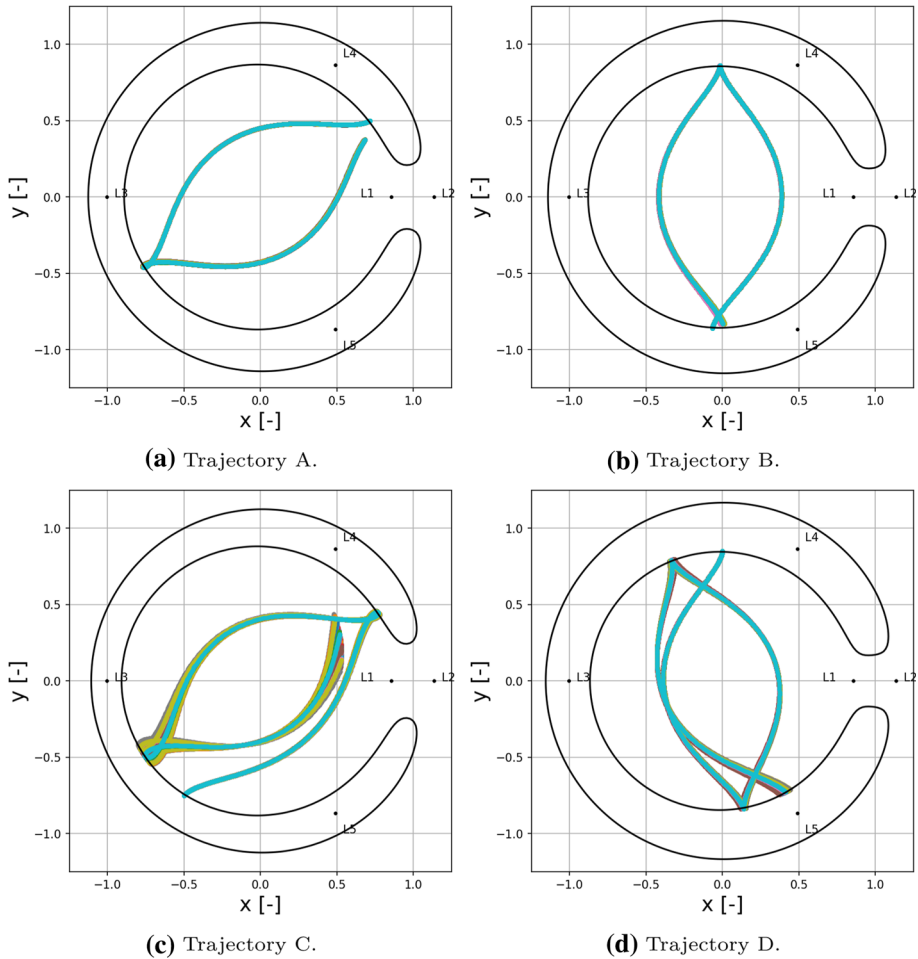 1.0
0.5
0.0
−0.5
−1.0
y [-]
L4
L3
L1
L2
L5
−1.0 −0.5 0.0 0.5 1.0
x [-]
(a) Trajectory A.
1.0
0.5
0.0
−0.5
−1.0
y [-]
L4
L3
L1
L2
L5
−1.0 −0.5 0.0 0.5 1.0
x [-]
(b) Trajectory B.
1.0
0.5
0.0
−0.5
−1.0
y [-]
L4
L3
L1
L2
L5
−1.0 −0.5 0.0 0.5 1.0
x [-]
(c) Trajectory C.
1.0
0.5
0.0
−0.5
−1.0
y [-]
L4
L3
L1
L2
L5
−1.0 −0.5 0.0 0.5 1.0
x [-]
(d) Trajectory D.